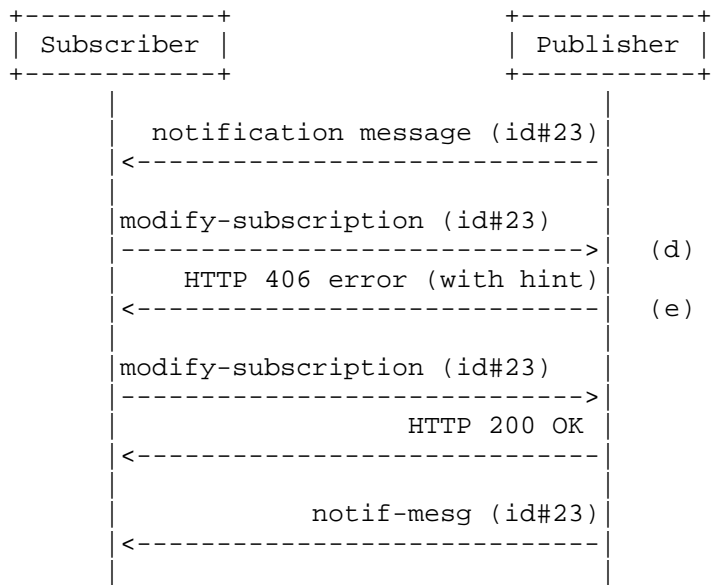 Subscriber Publisher
notification message (id#23)
modify-subscription (id#23)
(d)
HTTP 406 error (with hint)
(e)
modify-subscription (id#23)
HTTP 200 OK
notif-mesg (id#23)